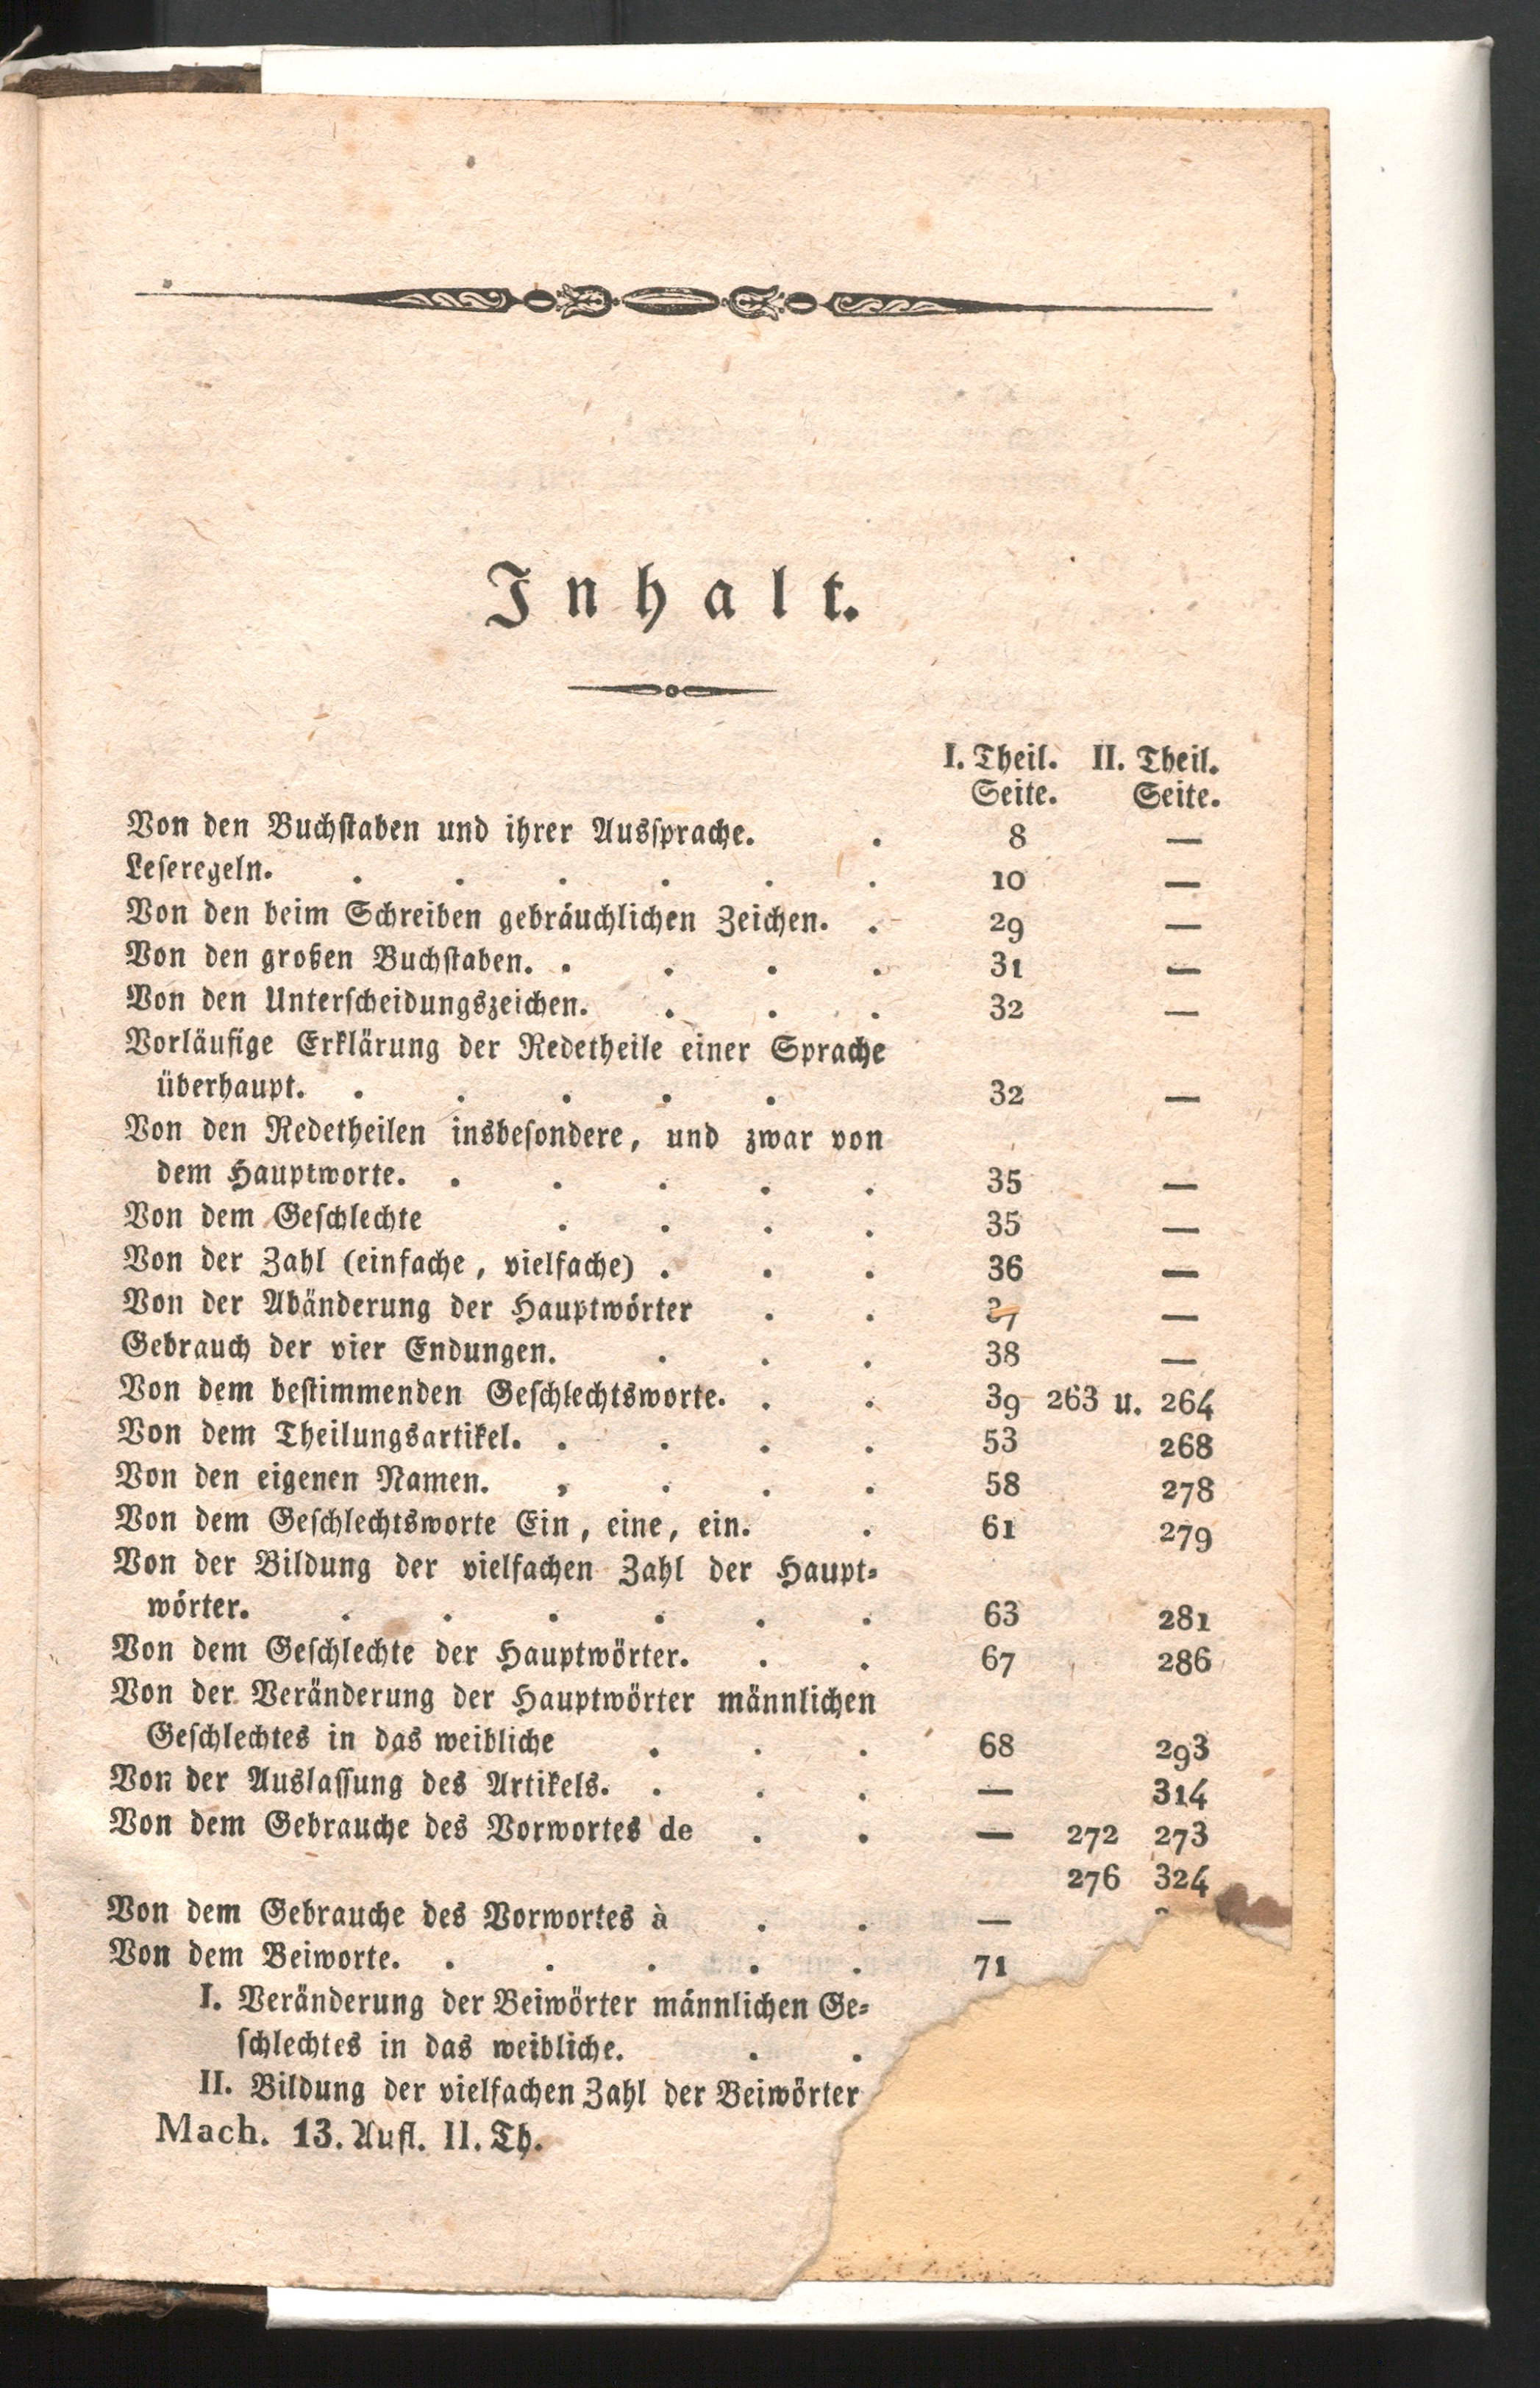 Inhalt.
I. Theil. II. Theil.
Seite. Seite.
Von den Buchſtaben und ihrer Ausſprache. . 8 —
Leſeregeln. . . . . . . 10 —
Von den beim Schreiben gebräuchlichen Zeichen. . 29 —
Von den großen Buchſtaben. . . . . 31 —
Von den Unterſcheidungszeichen. . . . 32 —
Vorläufige Erklärung der Redetheile einer Sprache
überhaupt. . . . . . 32 —
Von den Redetheilen insbeſondere, und zwar von
dem Hauptworte. . . . . . 35 —
Von dem Geſchlechte . . . . 35 —
Von der Zahl (einfache, vielfache) . . . 36 —
Von der Abänderung der Hauptwörter . . 37 —
Gebrauch der vier Endungen. . . . 38 —
Von dem beſtimmenden Geſchlechtsworte. . . 39 263 u. 264
Von dem Theilungsartikel. . . . . 53 268
Von den eigenen Namen. . . . . 58 278
Von dem Geſchlechtsworte Ein, eine, ein. . 61 279
Von der Bildung der vielfachen Zahl der Haupt⸗
wörter. . . . . . . 63 281
Von dem Geſchlechte der Hauptwörter. . . 67 286
Von der Veränderung der Hauptwörter männlichen
Geſchlechtes in das weibliche . . . 68 293
Von der Auslaſſung des Artikels. . . . — 314
Von dem Gebrauche des Vorwortes de . . — 272 273
276 324
Von dem Gebrauche des Vorwortes à . . —
Von dem Beiworte. . . . . . 71
I. Veränderung der Beiwörter männlichen Ge⸗
ſchlechtes in das weibliche. . .
II. Bildung der vielfachen Zahl der Beiwörter
Mach. 13. Aufl. II. Th.